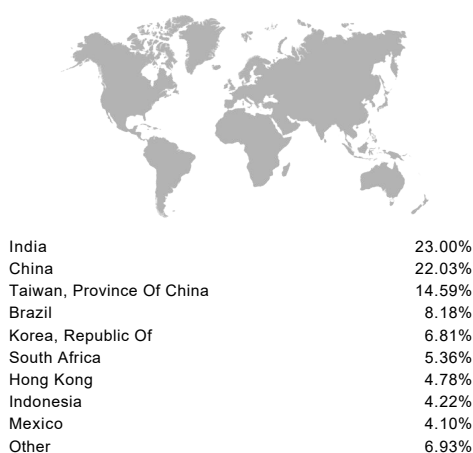 India 23.00%
China 22.03%
Taiwan, Province Of China 14.59%
Brazil 8.18%
Korea, Republic Of 6.81%
South Africa 5.36%
Hong Kong 4.78%
Indonesia 4.22%
Mexico 4.10%
Other 6.93%